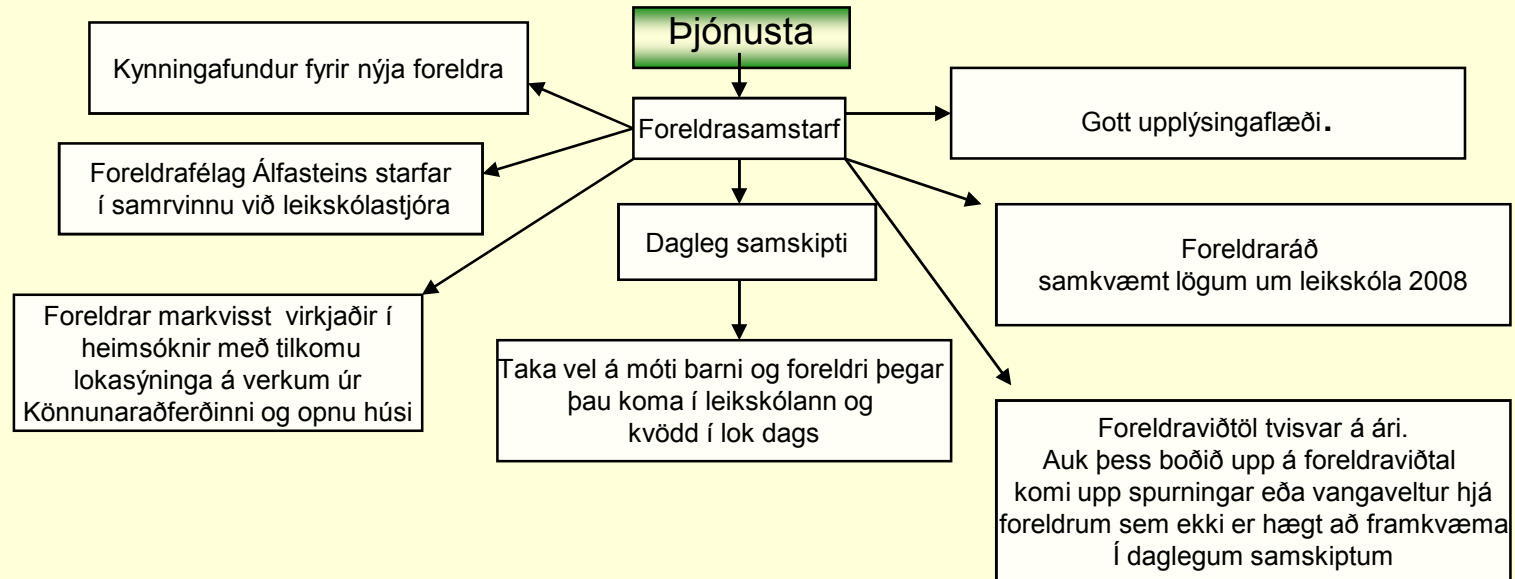 Þjónusta
Kynningafundur fyrir nýja foreldra
Foreldrasamstarf
Gott upplýsingaflæði.
Foreldrafélag Álfasteins starfar
í samrvinnu við leikskólastjóra
Dagleg samskipti
Foreldraráð
samkvæmt lögum um leikskóla 2008
Foreldrar markvisst virkjaðir í
heimsóknir með tilkomu
lokasýninga á verkum úr
Könnunaraðferðinni og opnu húsi
Taka vel á móti barni og foreldri þegar
þau koma í leikskólann og
kvödd í lok dags
Foreldraviðtöl tvisvar á ári.
Auk þess boðið upp á foreldraviðtal
komi upp spurningar eða vangaveltur hjá
foreldrum sem ekki er hægt að framkvæma
Í daglegum samskiptum